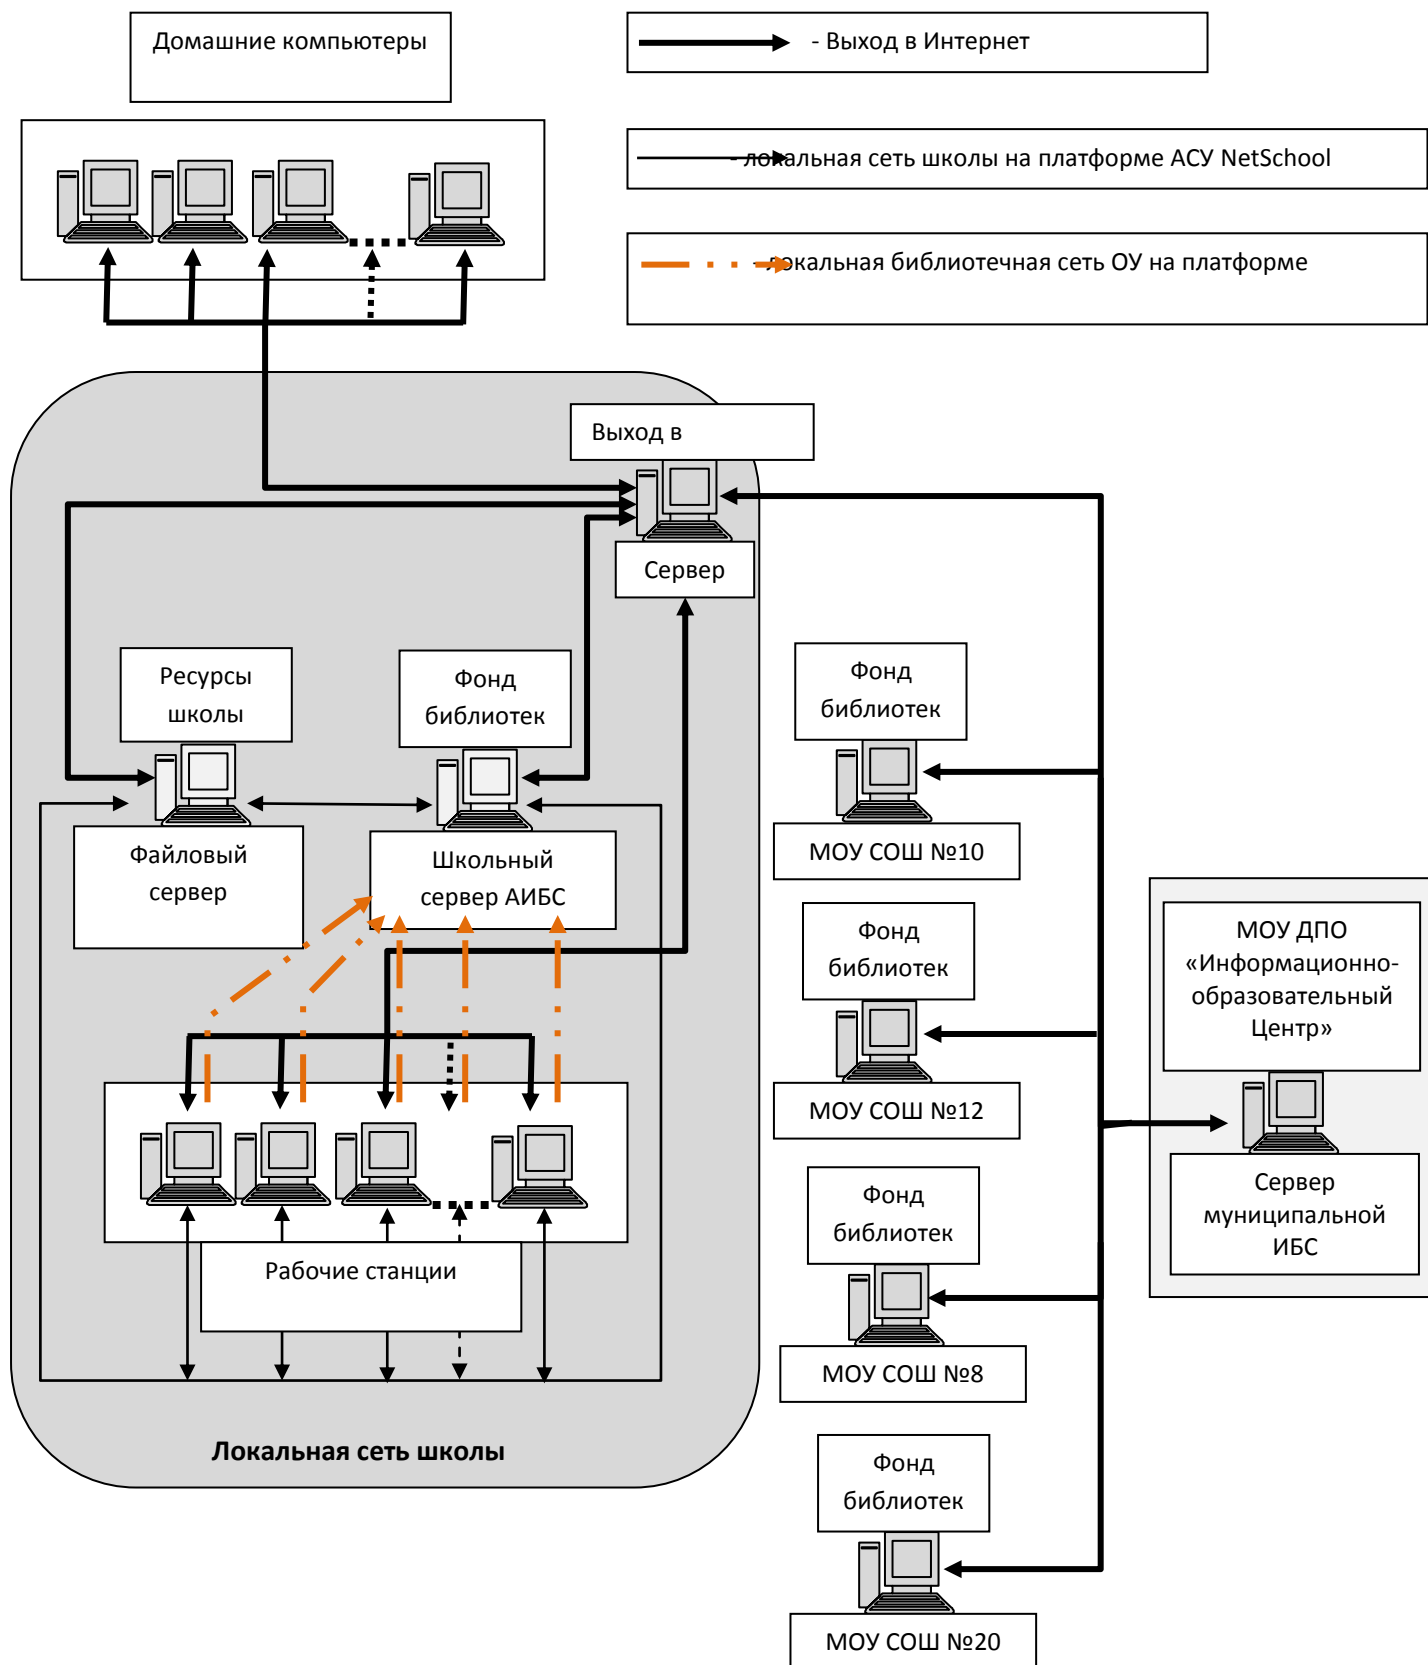 Домашние компьютеры
- Выход в Интернет
- локальная сеть школы на платформе АСУ NetSchool
- локальная библиотечная сеть ОУ на платформе
Выход в
Сервер
Ресурсы
школы
Фонд
библиотек
Файловый
сервер
Школьный
сервер АИБС
Рабочие станции
Локальная сеть школы
Фонд
библиотек
МОУ СОШ №10
Фонд
библиотек
МОУ СОШ №12
Фонд
библиотек
МОУ СОШ №8
Фонд
библиотек
МОУ СОШ №20
МОУ ДПО
«Информационно-
образовательный
Центр»
Сервер
муниципальной
ИБС